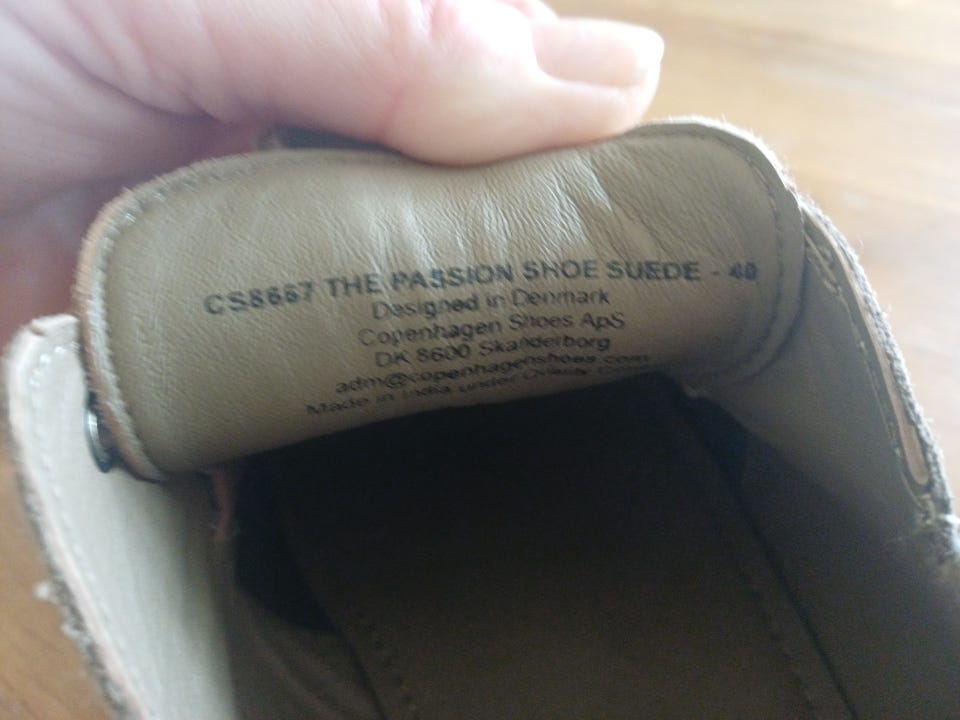 CS8667 THE PASSION SHOE SUEDE - 40
Designed in Denmark
Copenhagen Shoes ApS
DK 8600 Skanderborg
adm@copenhagenshoes.com
Made in India under Quality